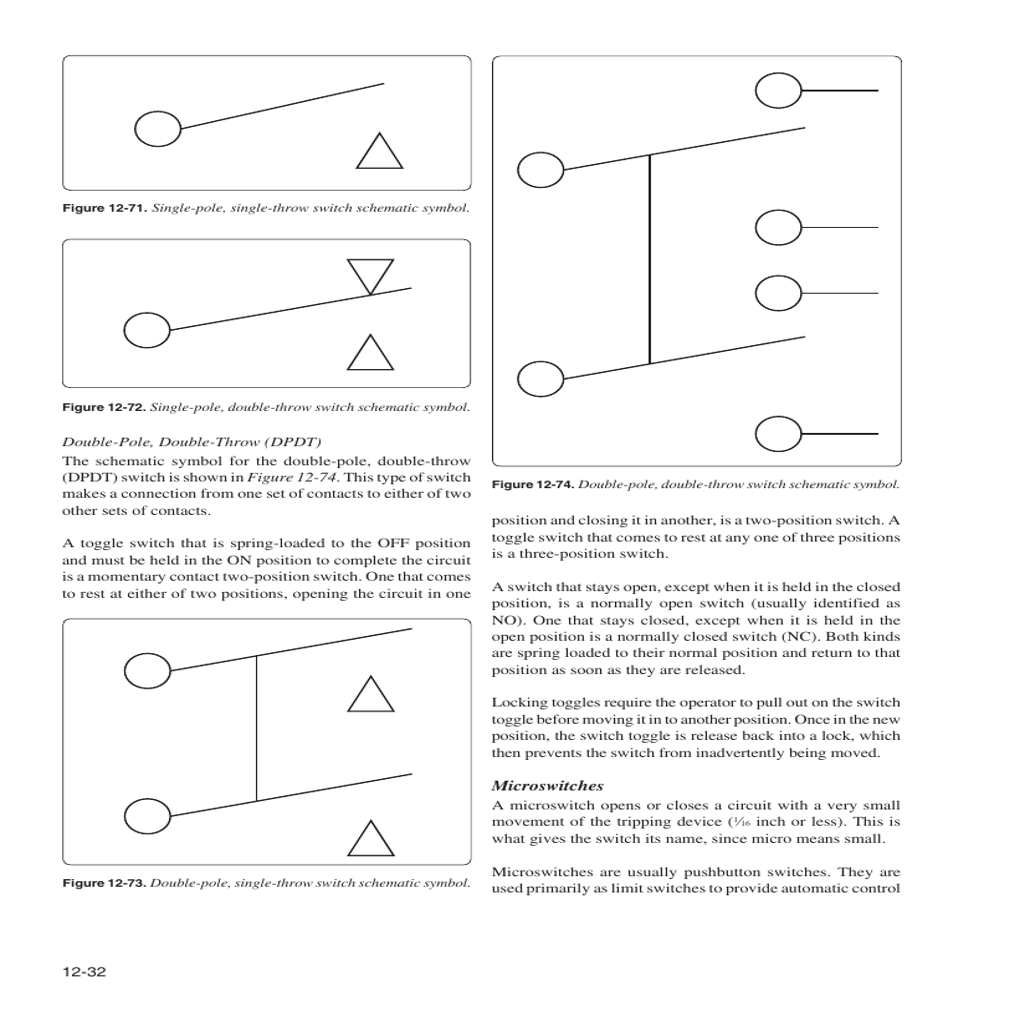 Figure 12-71. Single-pole, single-throw switch schematic symbol.
Figure 12-72. Single-pole, double-throw switch schematic symbol.
Double-Pole, Double-Throw (DPDT)
The schematic symbol for the double-pole, double-throw
(DPDT) switch is shown in Figure 12-74. This type of switch
makes a connection from one set of contacts to either of two
other sets of contacts.
A toggle switch that is spring-loaded to the OFF position
and must be held in the ON position to complete the circuit
is a momentary contact two-position switch. One that comes
to rest at either of two positions, opening the circuit in one
Figure 12-73. Double-pole, single-throw switch schematic symbol.
Figure 12-74. Double-pole, double-throw switch schematic symbol.
position and closing it in another, is a two-position switch. A
toggle switch that comes to rest at any one of three positions
is a three-position switch.
A switch that stays open, except when it is held in the closed
position, is a normally open switch (usually identified as
NO). One that stays closed, except when it is held in the
open position is a normally closed switch (NC). Both kinds
are spring loaded to their normal position and return to that
position as soon as they are released.
Locking toggles require the operator to pull out on the switch
toggle before moving it in to another position. Once in the new
position, the switch toggle is release back into a lock, which
then prevents the switch from inadvertently being moved.
Microswitches
A microswitch opens or closes a circuit with a very small
movement of the tripping device (1⁄16 inch or less). This is
what gives the switch its name, since micro means small.
Microswitches are usually pushbutton switches. They are
used primarily as limit switches to provide automatic control
12-32